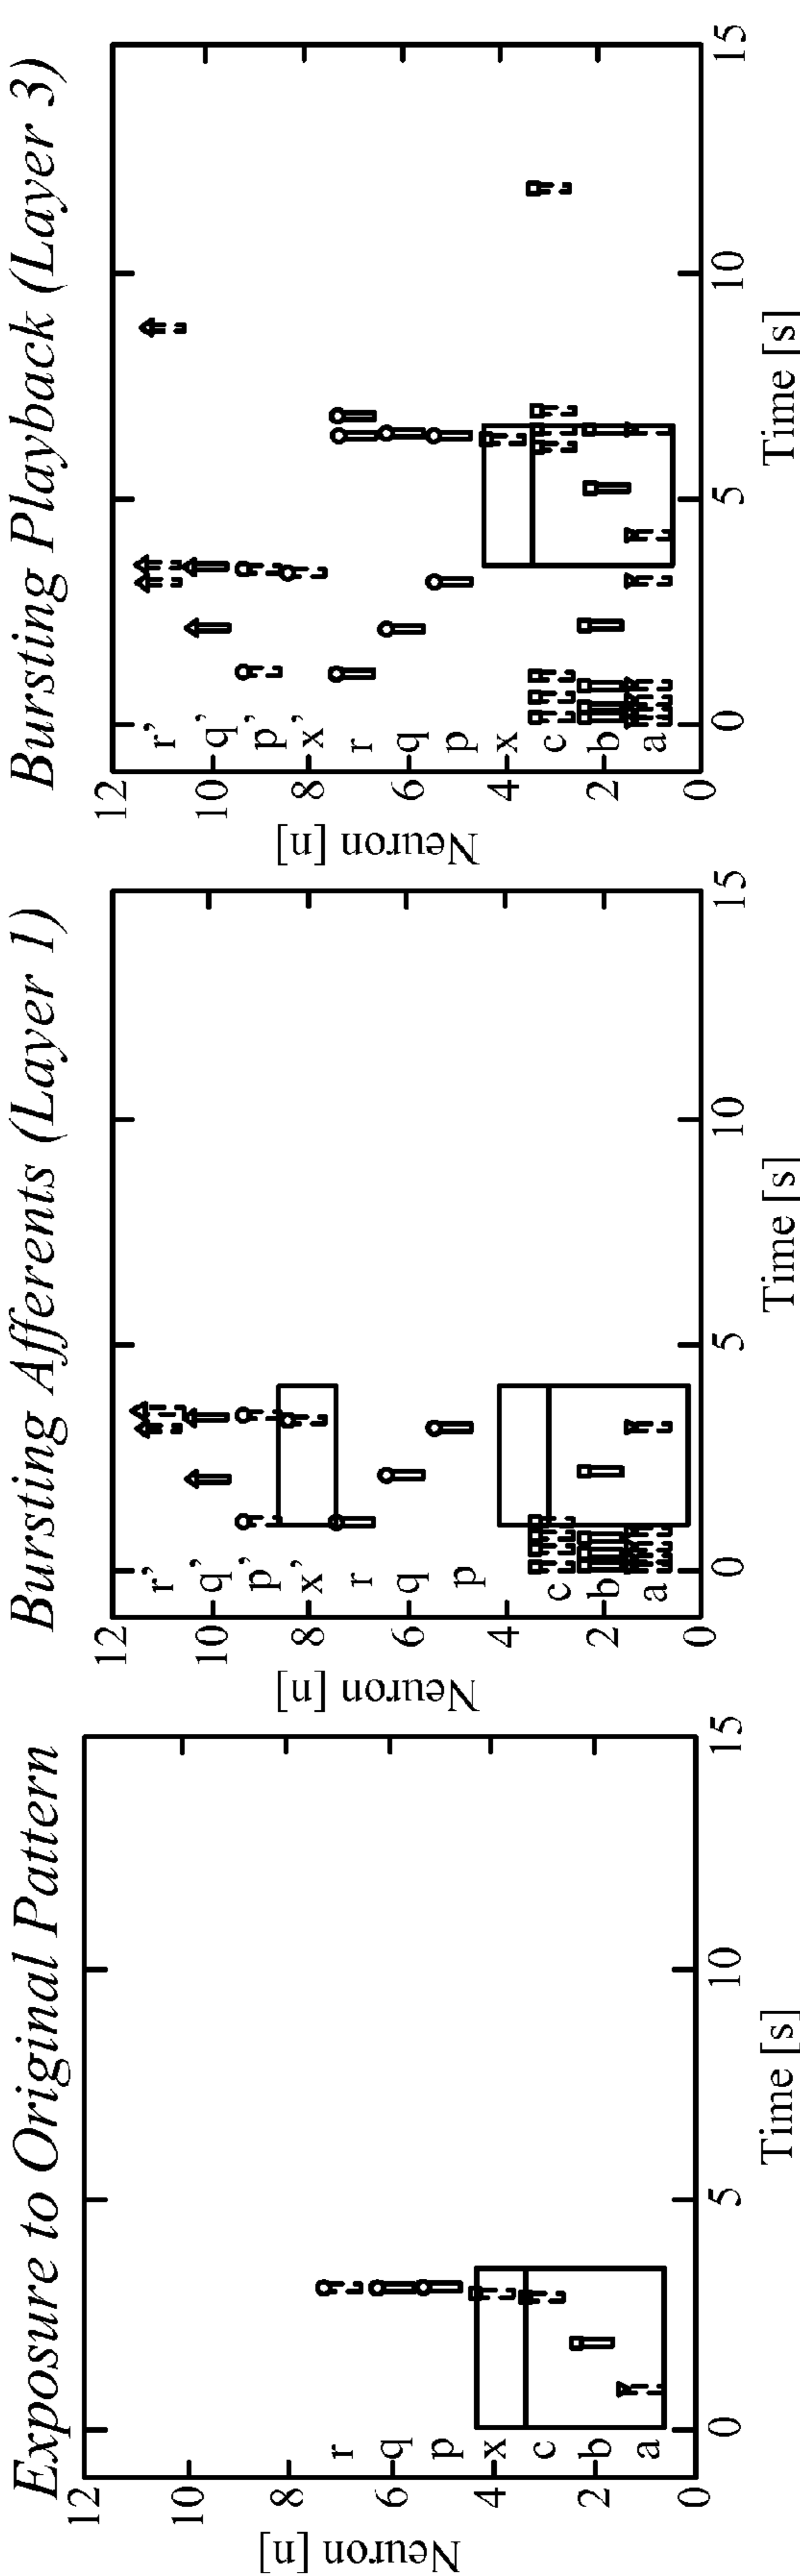 Exposure to Original Pattern
Neuron [n]
12
10
8
6
4
2
0
r
q
p
x
c
b
a
0 5 10 15
Time [s]
Bursting Afferents (Layer 1)
Neuron [n]
12
10
8
6
4
2
0
r'
q'
p'
x'
r
q
p
c
b
a
0 5 10 15
Time [s]
Bursting Playback (Layer 3)
Neuron [n]
12
10
8
6
4
2
0
r'
q'
p'
x'
r
q
p
x
c
b
a
0 5 10 15
Time [s]